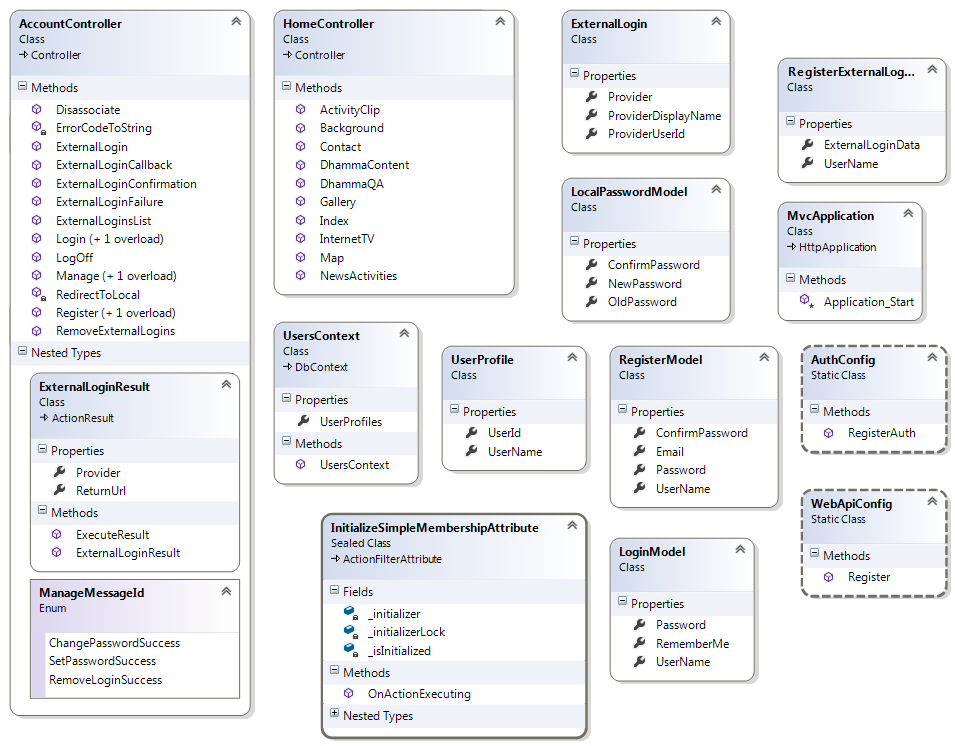 AccountController
Class
Controller
Methods
Disassociate
ErrorCodeToString
ExternalLogin
ExternalLoginCallback
ExternalLoginConfirmation
ExternalLoginFailure
ExternalLoginsList
Login (+ 1 overload)
LogOff
Manage (+ 1 overload)
RedirectToLocal
Register (+ 1 overload)
RemoveExternalLogins
Nested Types
ExternalLoginResult
Class
ActionResult
Properties
Provider
ReturnUrl
Methods
ExecuteResult
ExternalLoginResult
ManageMessageId
Enum
ChangePasswordSuccess
SetPasswordSuccess
RemoveLoginSuccess
HomeController
Class
Controller
Methods
ActivityClip
Background
Contact
DhammaContent
DhammaQA
Gallery
Index
InternetTV
Map
NewsActivities
ExternalLogin
Class
Properties
Provider
ProviderDisplayName
ProviderUserId
RegisterExternalLog...
Class
Properties
ExternalLoginData
UserName
LocalPasswordModel
Class
Properties
ConfirmPassword
NewPassword
OldPassword
MvcApplication
Class
HttpApplication
Methods
Application_Start
UsersContext
Class
DbContext
Properties
UserProfiles
Methods
UsersContext
UserProfile
Class
Properties
UserId
UserName
RegisterModel
Class
Properties
ConfirmPassword
Email
Password
UserName
AuthConfig
Static Class
Methods
RegisterAuth
InitializeSimpleMembershipAttribute
Sealed Class
ActionFilterAttribute
Fields
_initializer
_initializerLock
_isInitialized
Methods
OnActionExecuting
Nested Types
LoginModel
Class
Properties
Password
RememberMe
UserName
WebApiConfig
Static Class
Methods
Register